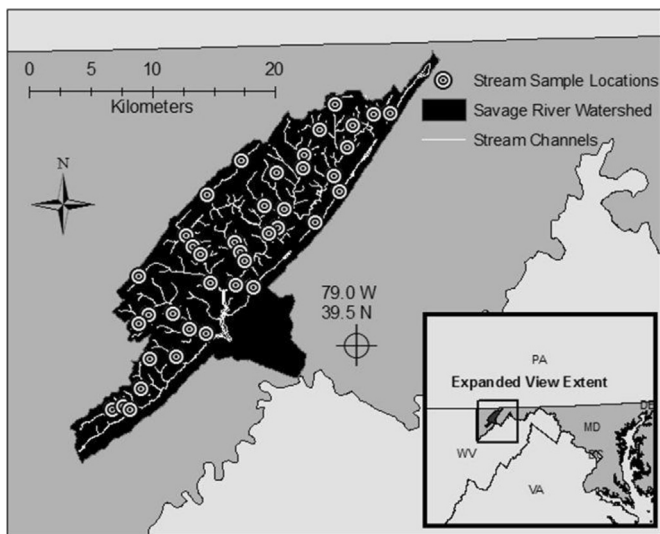 0 5 10 20
Kilometers
Stream Sample Locations
Savage River Watershed
Stream Channels
N
79.0 W
39.5 N
PA
Expanded View Extent
DE
MD
WV
VA